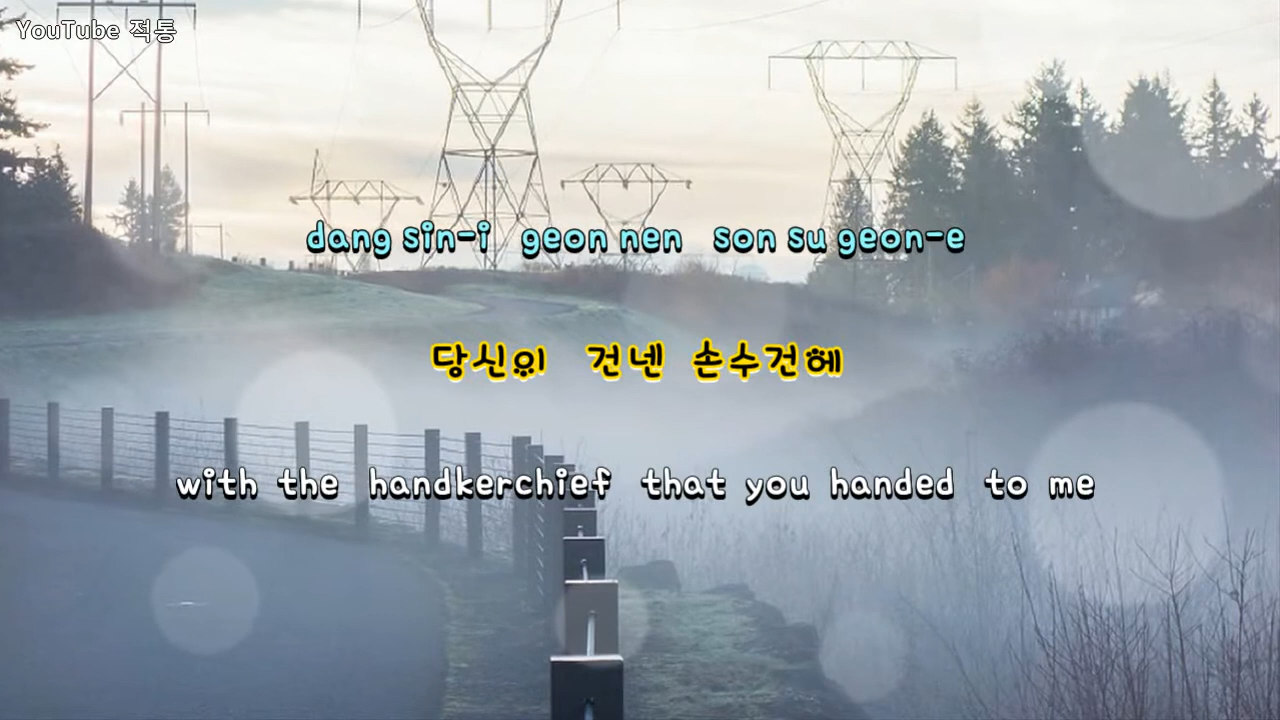 YouTube 적통
dang sin-i geon nen son su geon-e
당신이 건넨 손수건에
with the handkerchief that you handed to me